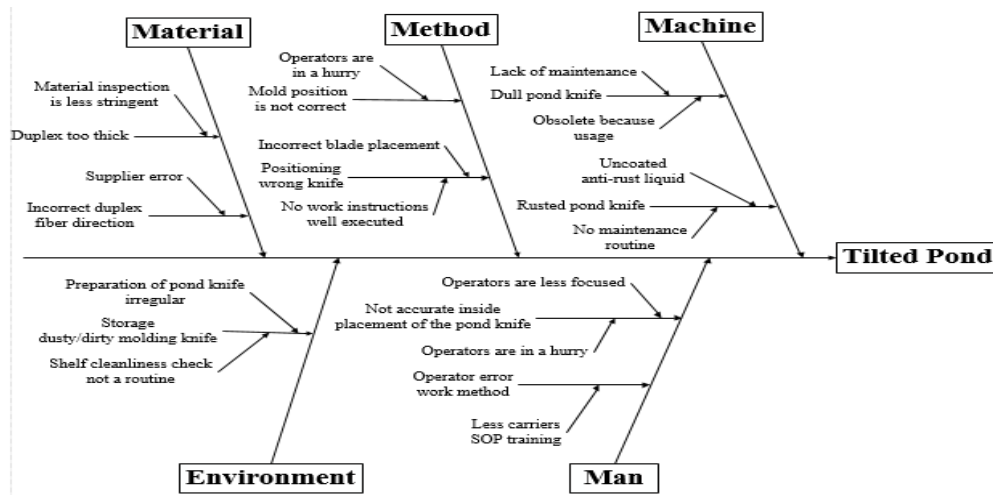 Material
Method
Machine
Material inspection
is less stringent
Duplex too thick
Supplier error
Incorrect duplex
fiber direction
Operators are
in a hurry
Mold position
is not correct
Incorrect blade placement
Positioning
wrong knife
No work instructions
well executed
Lack of maintenance
Dull pond knife
Obsolete because
usage
Uncoated
anti-rust liquid
Rusted pond knife
No maintenance
routine
Tilted Pond
Preparation of pond knife
irregular
Storage
dusty/dirty molding knife
Shelf cleanliness check
not a routine
Operators are less focused
Not accurate inside
placement of the pond knife
Operators are in a hurry
Operator error
work method
Less carriers
SOP training
Environment
Man